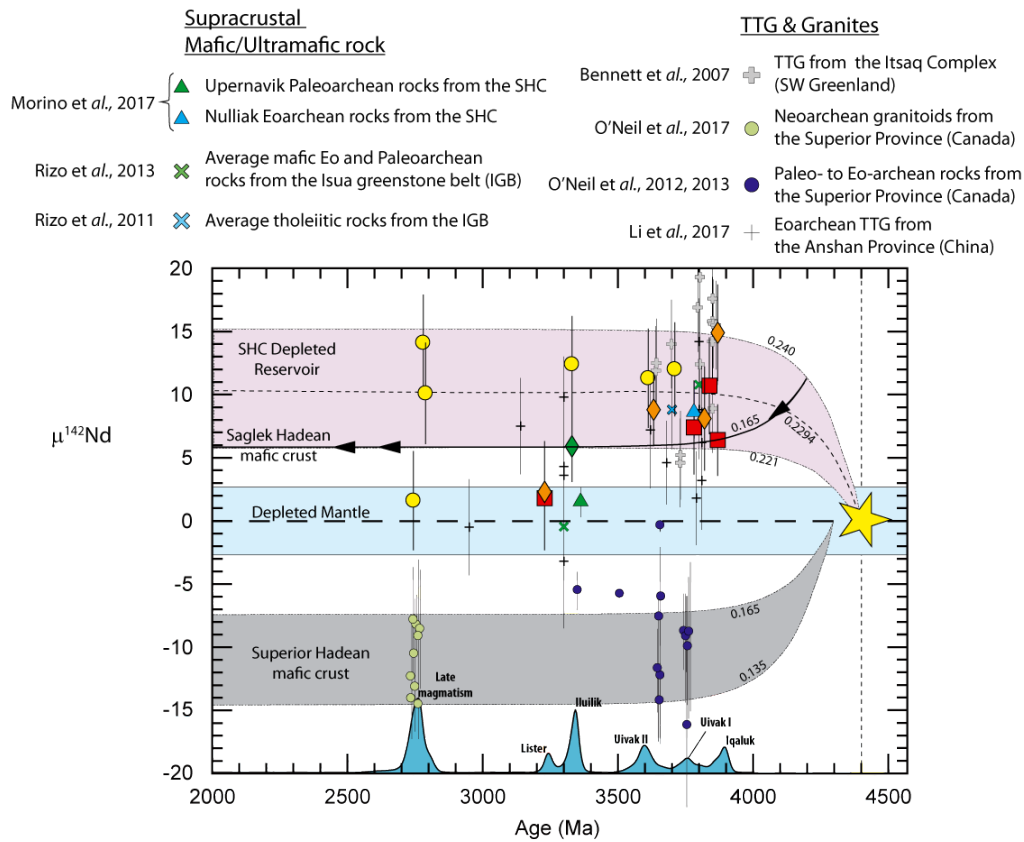 Supracrustal
Mafic/Ultramafic rock
Morino et al., 2017
Upernavik Paleoarchean rocks from the SHC
Nulliak Eoarchean rocks from the SHC
Rizo et al., 2013
Average mafic Eo and Paleoarchean
rocks from the Isua greenstone belt (IGB)
Rizo et al., 2011
Average tholeiitic rocks from the IGB
TTG & Granites
Bennett et al., 2007
TTG from the Itsaq Complex
(SW Greenland)
O'Neil et al., 2017
Neoarchean granitoids from
the Superior Province (Canada)
O'Neil et al., 2012, 2013
Paleo- to Eo-archean rocks from
the Superior Province (Canada)
Li et al., 2017
Eoarchean TTG from
the Anshan Province (China)
20
15
10
5
0
-5
-10
-15
-20
μ¹⁴²Nd
SHC Depleted
Reservoir
0.240
0.165
0.2294
0.221
Saglek Hadean
mafic crust
Depleted Mantle
0.165
0.135
Superior Hadean
mafic crust
Late
magmatism
Lister
Iluilik
Uivak II
Uivak I
Iqaluk
2000
2500
3000
3500
4000
4500
Age (Ma)